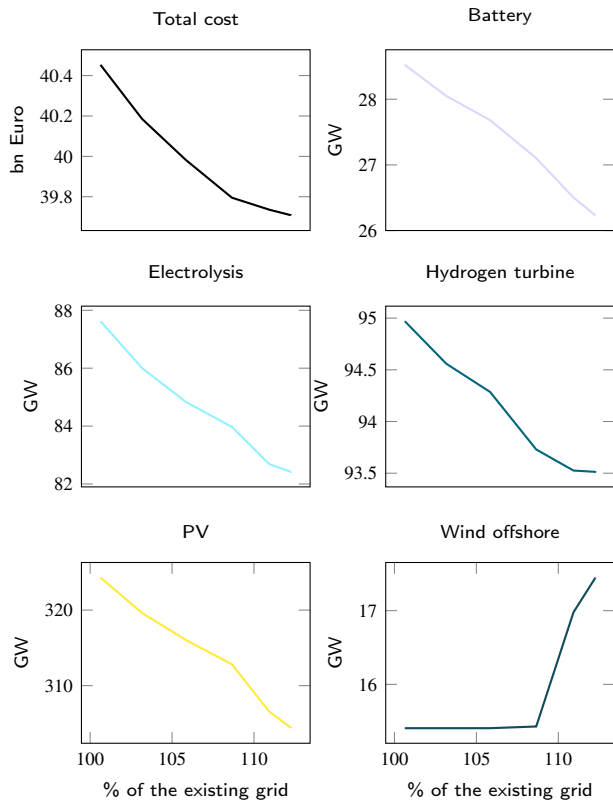 Total cost
Battery
40.4
40.2
40
39.8
bn Euro
28
27
26
GW
Electrolysis
Hydrogen turbine
88
86
84
82
GW
95
94.5
94
93.5
GW
PV
Wind offshore
320
310
GW
17
16
GW
100 105 110
100 105 110
% of the existing grid
% of the existing grid